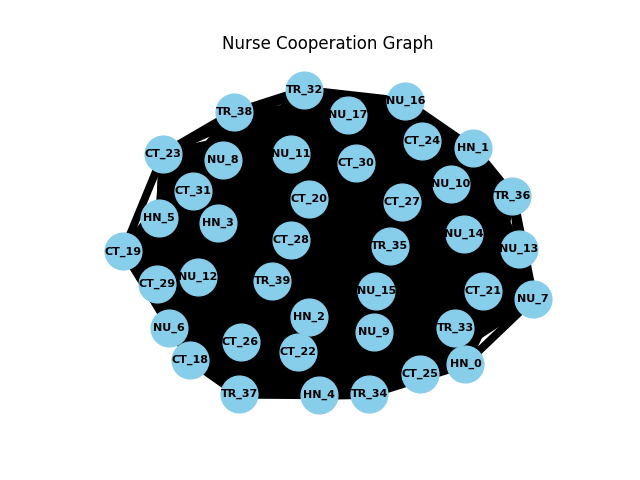 Nurse Cooperation Graph
TR_32
NU_16
TR_38
NU_17
CT_24
HN_1
CT_23
NU_8
NU_11
CT_30
NU_10
CT_31
TR_36
CT_20
CT_27
HN_5
HN_3
NU_14
CT_28
TR_35
NU_13
CT_19
NU_12
TR_39
CT_29
NU_15
CT_21
NU_7
HN_2
NU_6
TR_33
NU_9
CT_26
CT_22
CT_18
HN_0
CT_25
TR_37
HN_4
TR_34